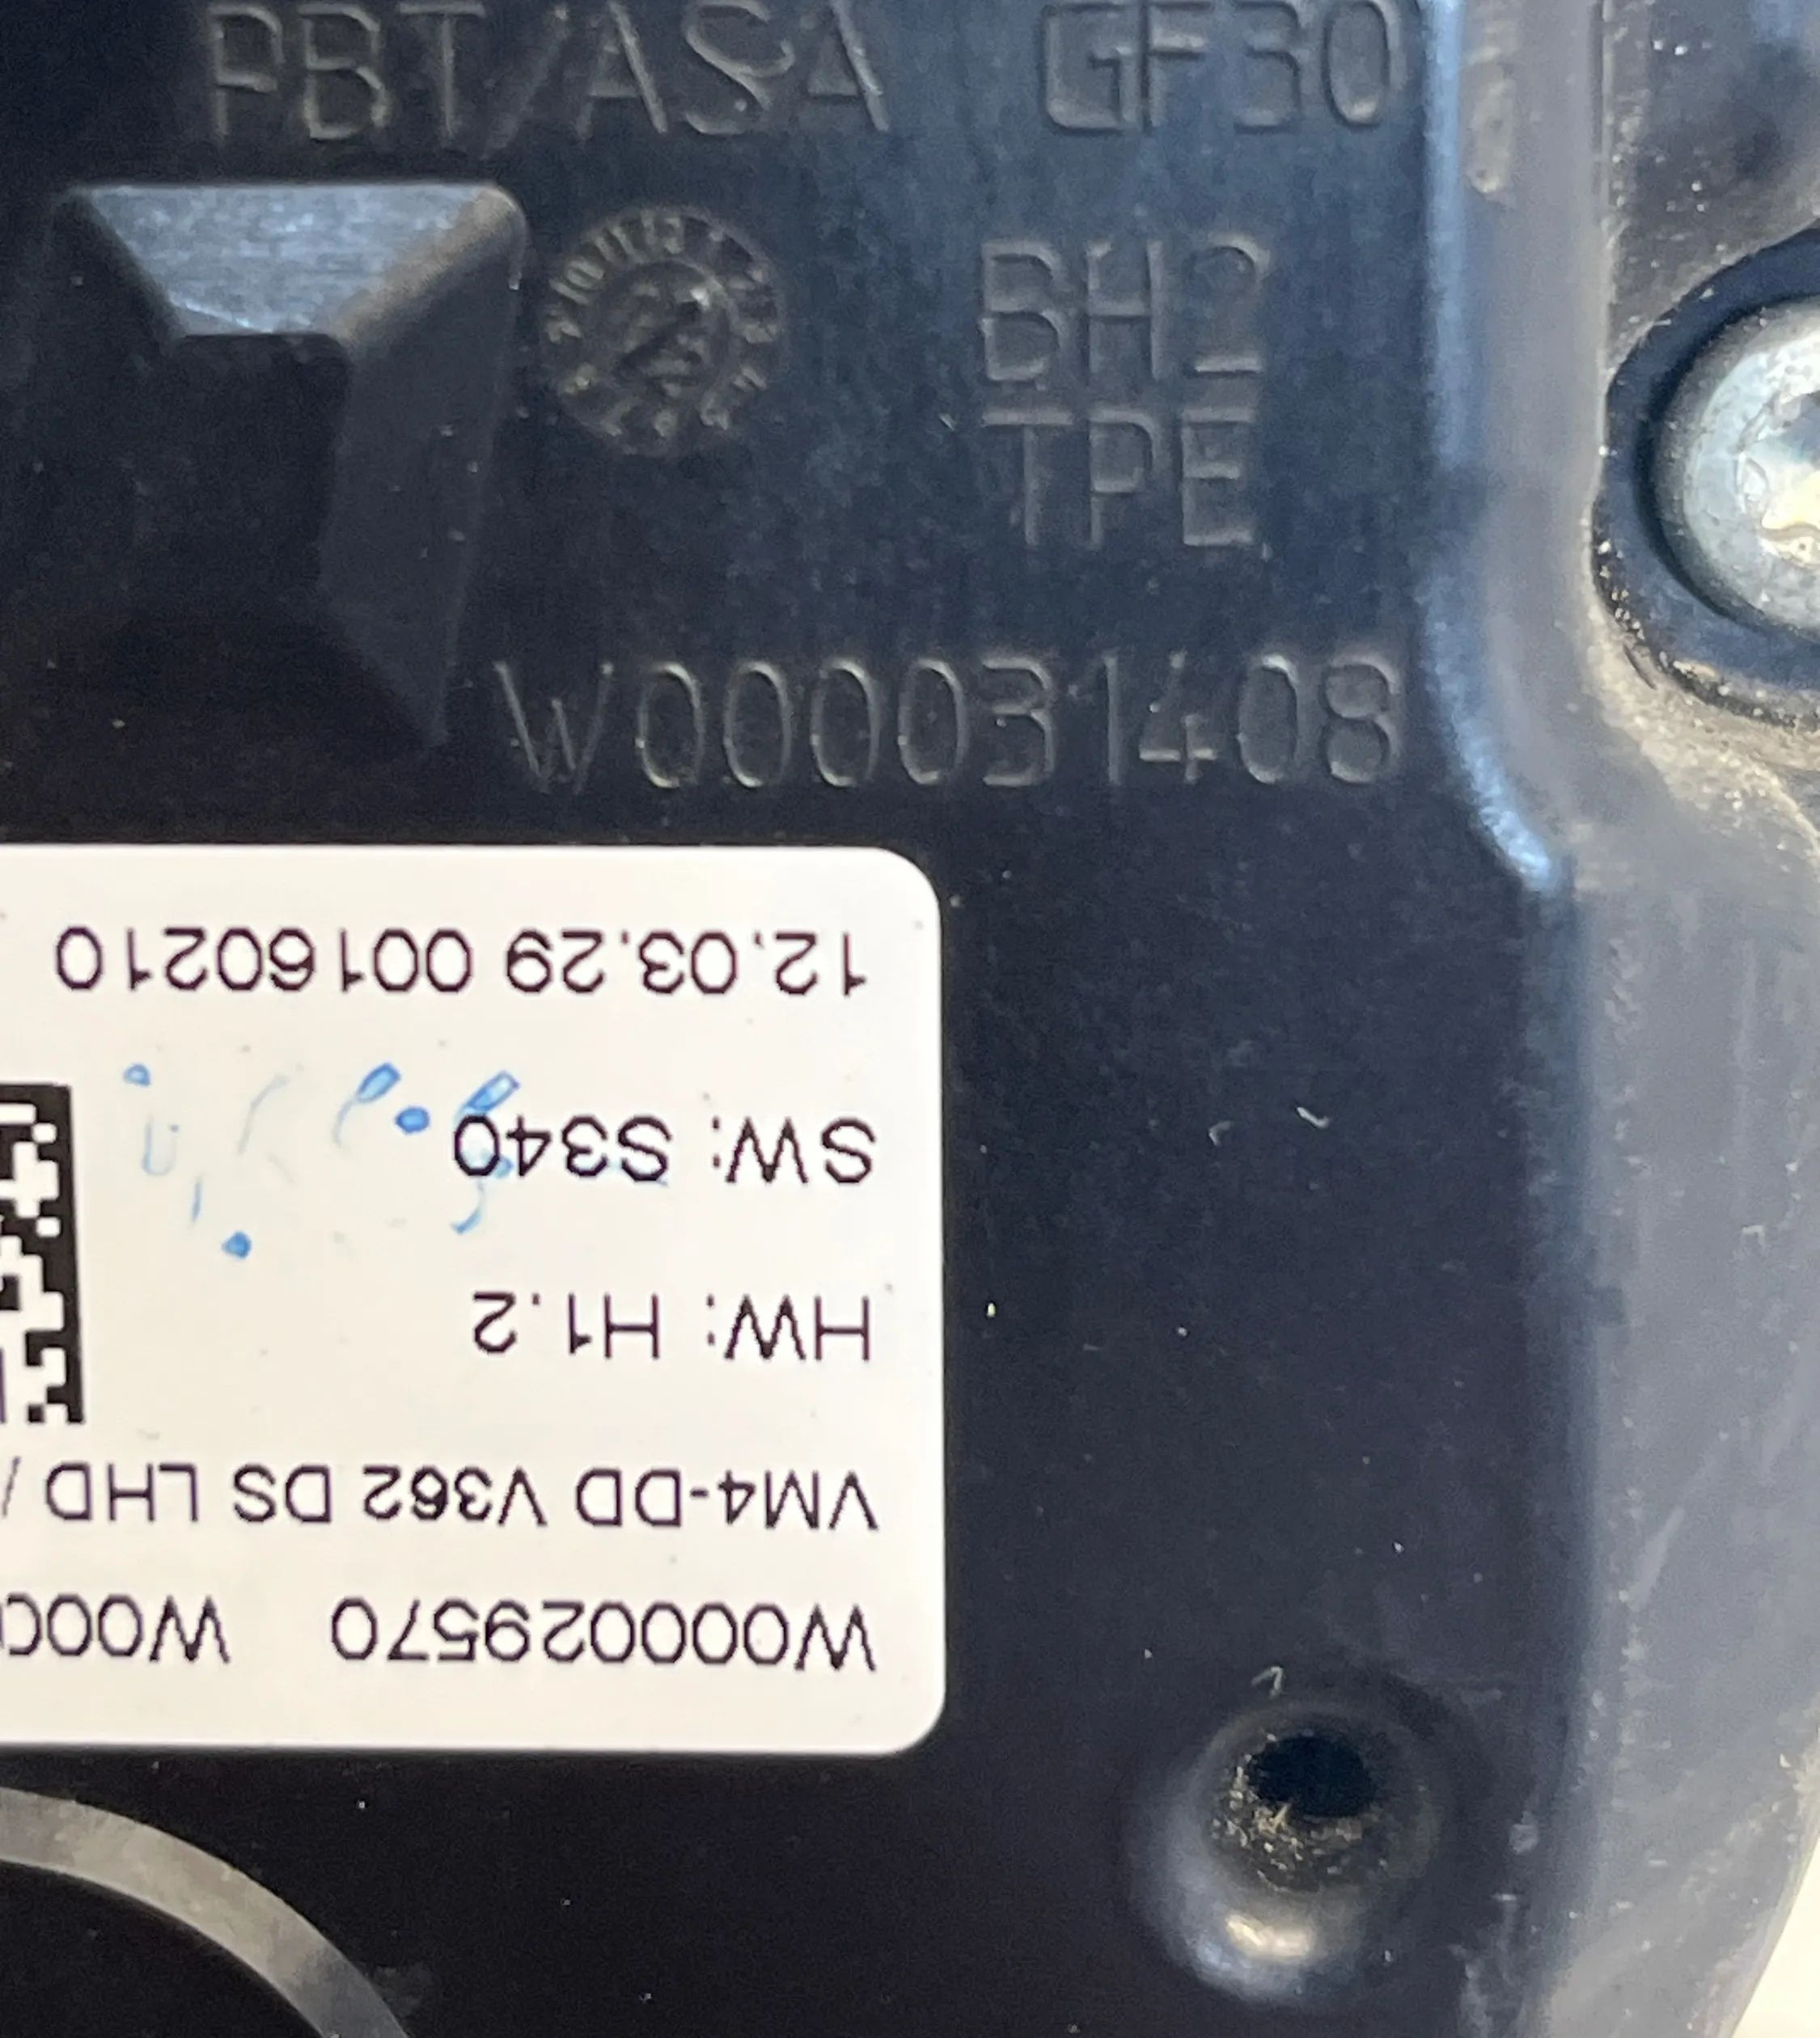 PBT/ASA GF30
BH2
TPE
W000031408
W000029570 W000
VM4-DD V362 DS LHD /
HW: H1.2
SW: S340
12.03.29 00160210